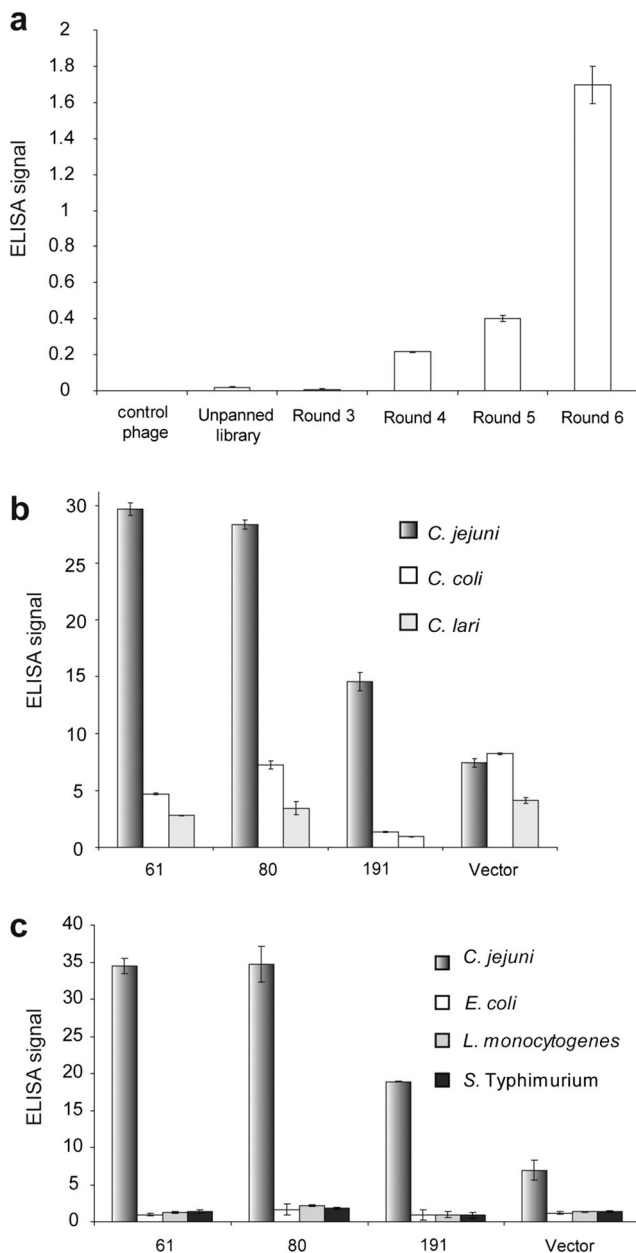 a
ELISA signal
2
1.8
1.6
1.4
1.2
1
0.8
0.6
0.4
0.2
0
control phage
Unpanned library
Round 3
Round 4
Round 5
Round 6
b
ELISA signal
30
25
20
15
10
5
0
C. jejuni
C. coli
C. lari
61
80
191
Vector
c
ELISA signal
40
35
30
25
20
15
10
5
0
C. jejuni
E. coli
L. monocytogenes
S. Typhimurium
61
80
191
Vector